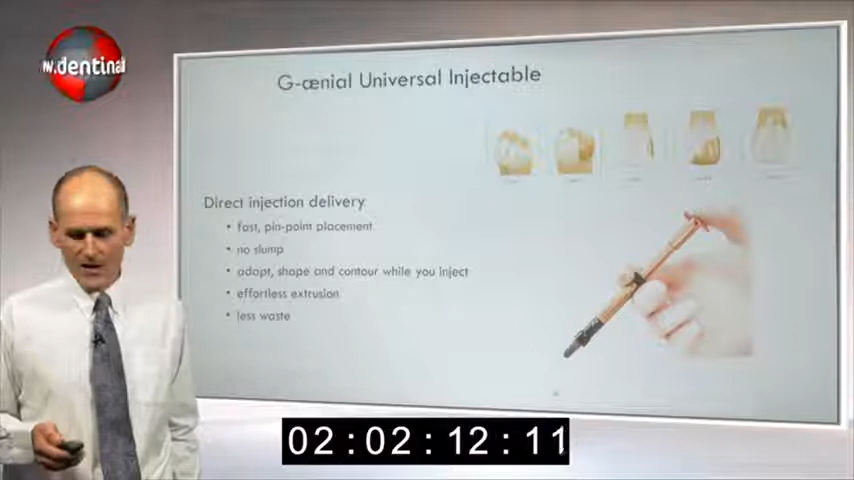 w.dentinal
G-ænial Universal Injectable
Direct injection delivery
• fast, pin-point placement
• no slump
• adapt, shape and contour while you inject
• effortless extrusion
• less waste
02:02:12:11